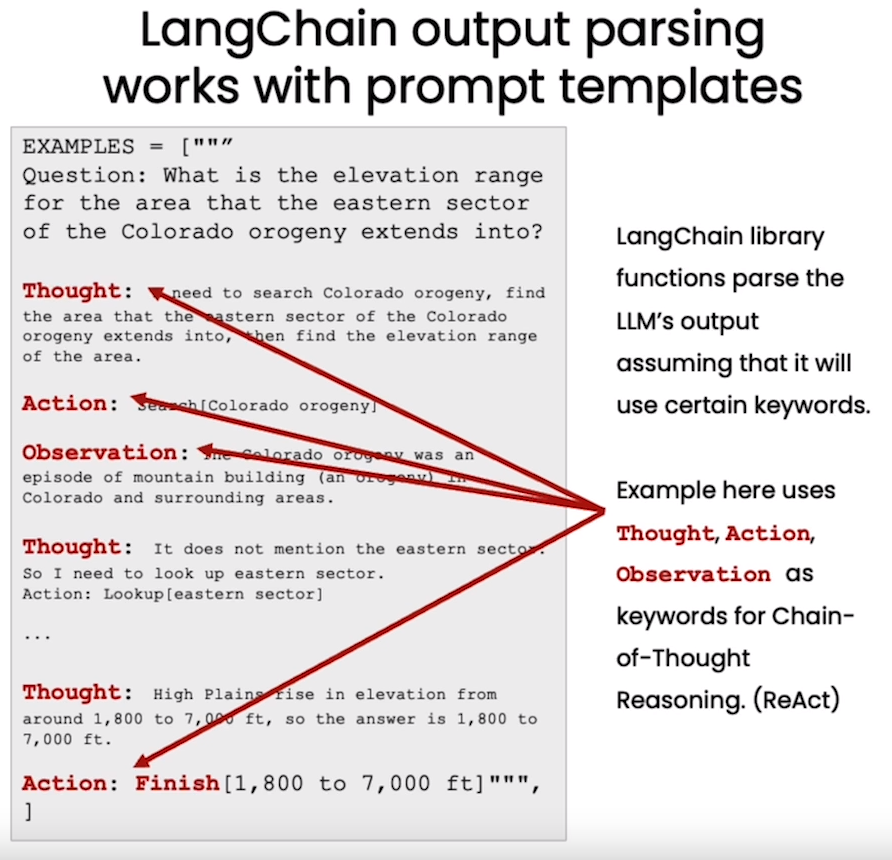 LangChain output parsing
works with prompt templates
EXAMPLES = ["""
Question: What is the elevation range
for the area that the eastern sector
of the Colorado orogeny extends into?
Thought: need to search Colorado orogeny, find
the area that the eastern sector of the Colorado
orogeny extends into, then find the elevation range
of the area.
Action: Search[Colorado orogeny]
Observation: The Colorado orogeny was an
episode of mountain building (an orogeny) in
Colorado and surrounding areas.
Thought: It does not mention the eastern sector.
So I need to look up eastern sector.
Action: Lookup[eastern sector]
...
Thought: High Plains rise in elevation from
around 1,800 to 7,000 ft, so the answer is 1,800 to
7,000 ft.
Action: Finish[1,800 to 7,000 ft]""",
]
LangChain library
functions parse the
LLM's output
assuming that it will
use certain keywords.
Example here uses
Thought, Action,
Observation as
keywords for Chain-
of-Thought
Reasoning. (ReAct)